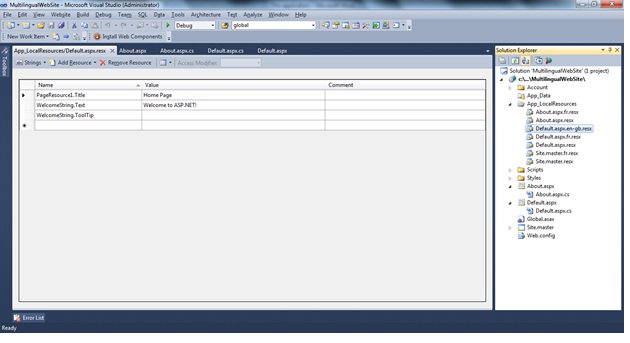 MultilingualWebSite - Microsoft Visual Studio (Administrator)
File Edit View Website Build Debug Team SQL Data Tools Architecture Test Analyze Window Help
Debug global
New Work Item Install Web Components
Toolbox
App_LocalResources/Default.aspx.resx About.aspx About.aspx.cs Default.aspx.cs Default.aspx
Strings Add Resource Remove Resource Access Modifier:
Name Value Comment
PageResource1.Title Home Page
WelcomeString.Text Welcome to ASP.NET!
WelcomeString.ToolTip
Solution Explorer
Solution 'MultilingualWebSite' (1 project)
c:\...\MultilingualWebSite\
Account
App_Data
App_LocalResources
About.aspx.fr.resx
About.aspx.resx
Default.aspx.en-gb.resx
Default.aspx.fr.resx
Default.aspx.resx
Site.master.fr.resx
Site.master.resx
Scripts
Styles
About.aspx
About.aspx.cs
Default.aspx
Default.aspx.cs
Global.asax
Site.master
Web.config
Error List
Ready